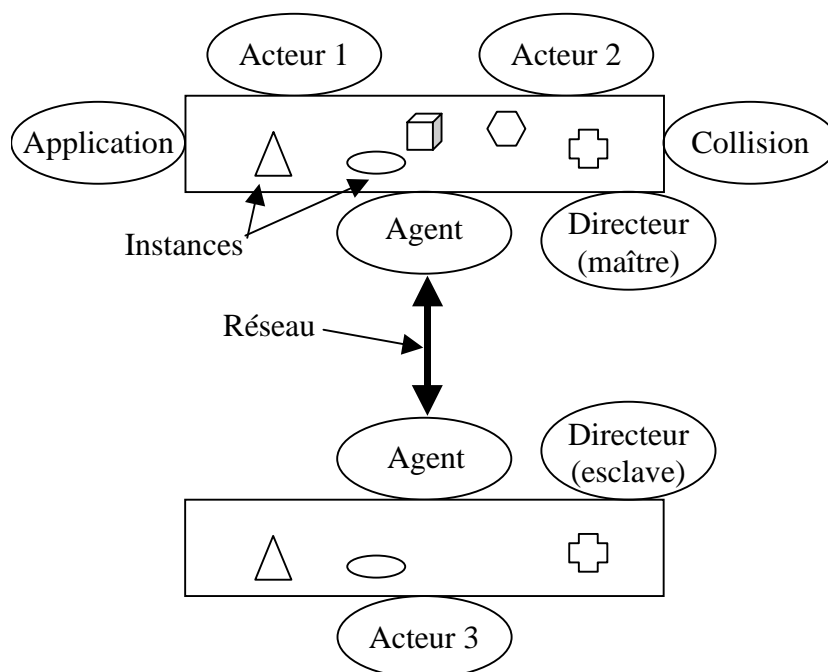 Acteur 1
Acteur 2
Application
Collision
Instances
Agent
Directeur
(maître)
Réseau
Agent
Directeur
(esclave)
Acteur 3